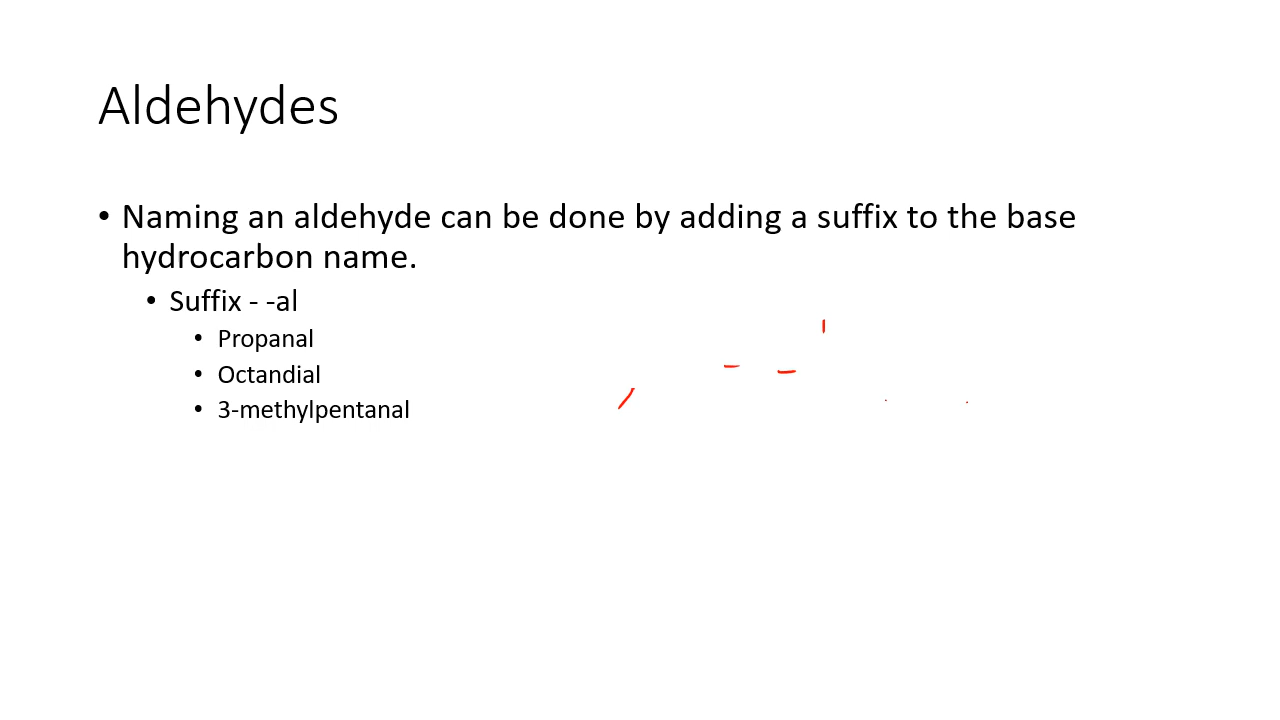 Aldehydes
• Naming an aldehyde can be done by adding a suffix to the base
hydrocarbon name.
• Suffix - -al
• Propanal
• Octandial
• 3-methylpentanal